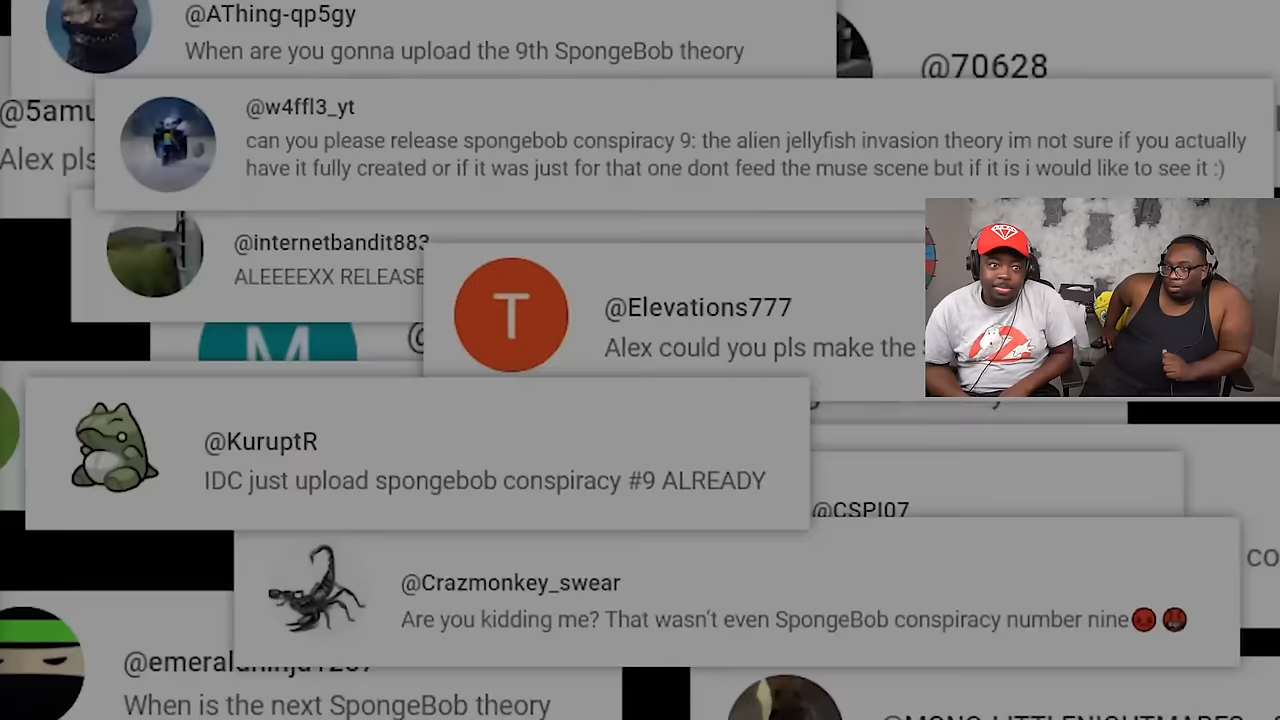 @AThing-qp5gy
When are you gonna upload the 9th SpongeBob theory
@70628
@5amu
Alex pls
@w4ffl3_yt
can you please release spongebob conspiracy 9: the alien jellyfish invasion theory im not sure if you actually
have it fully created or if it was just for that one dont feed the muse scene but if it is i would like to see it :)
@internetbandit883
ALEEEEXX RELEASE
M
@
T
@Elevations777
Alex could you pls make the
@KuruptR
IDC just upload spongebob conspiracy #9 ALREADY
@CSPI07
co
@Crazmonkey_swear
Are you kidding me? That wasn't even SpongeBob conspiracy number nine😡🤬
When is the next SpongeBob theory